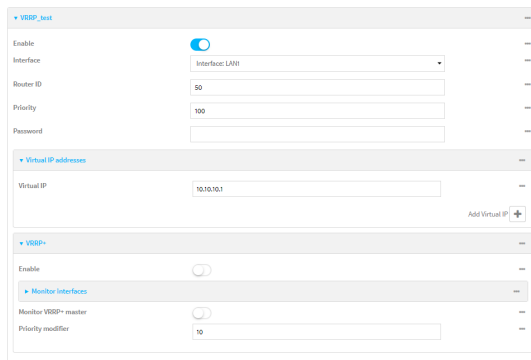 VRRP_test
Enable
Interface Interface: LAN1
Router ID 50
Priority 100
Password
Virtual IP addresses
Virtual IP 10.10.10.1
Add Virtual IP
VRRP+
Enable
Monitor interfaces
Monitor VRRP+ master
Priority modifier 10